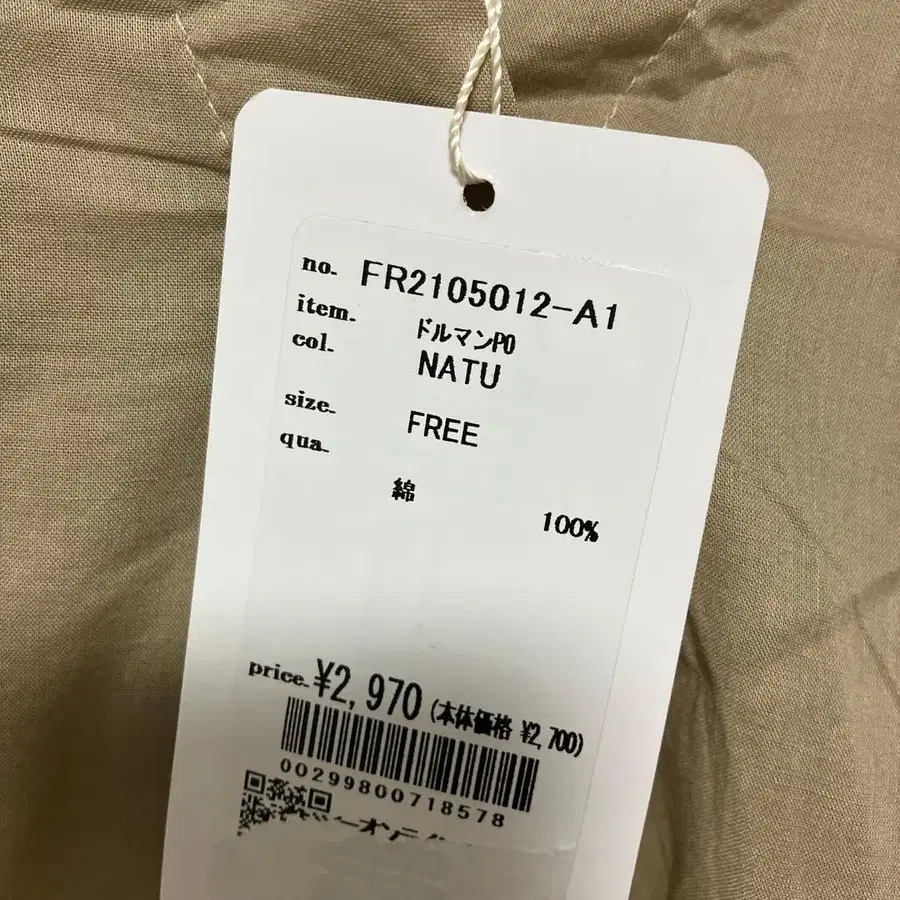 no. FR2105012-A1
item. ドルマンPO
col. NATU
size. FREE
qua.
綿 100%
price. ¥2,970 (本体価格 ¥2,700)
00299800718578